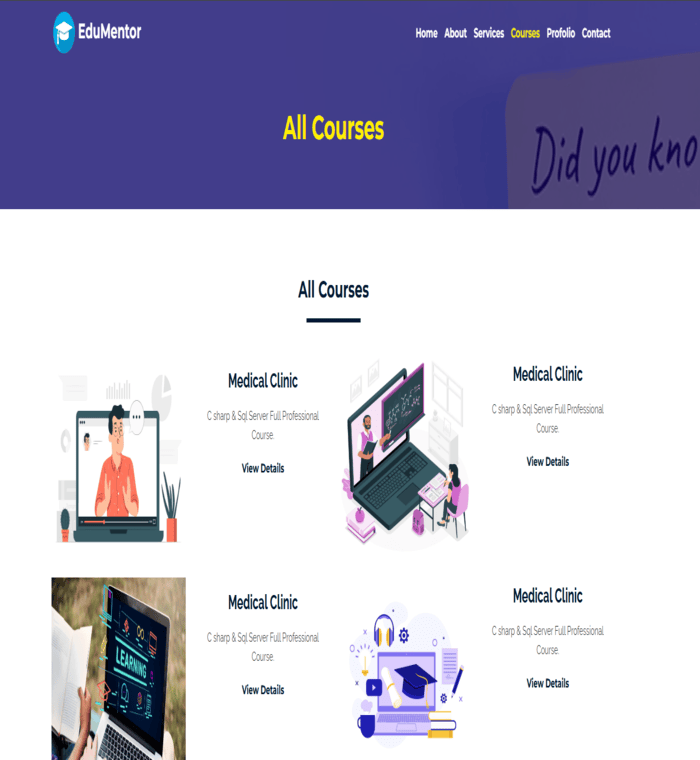 EduMentor
Home About Services Courses Profolio Contact
All Courses
Did you kno
All Courses
Medical Clinic
C sharp & Sql Server Full Professional
Course.
View Details
Medical Clinic
C sharp & Sql Server Full Professional
Course.
View Details
LEARNING
Medical Clinic
C sharp & Sql Server Full Professional
Course.
View Details
Medical Clinic
C sharp & Sql Server Full Professional
Course.
View Details